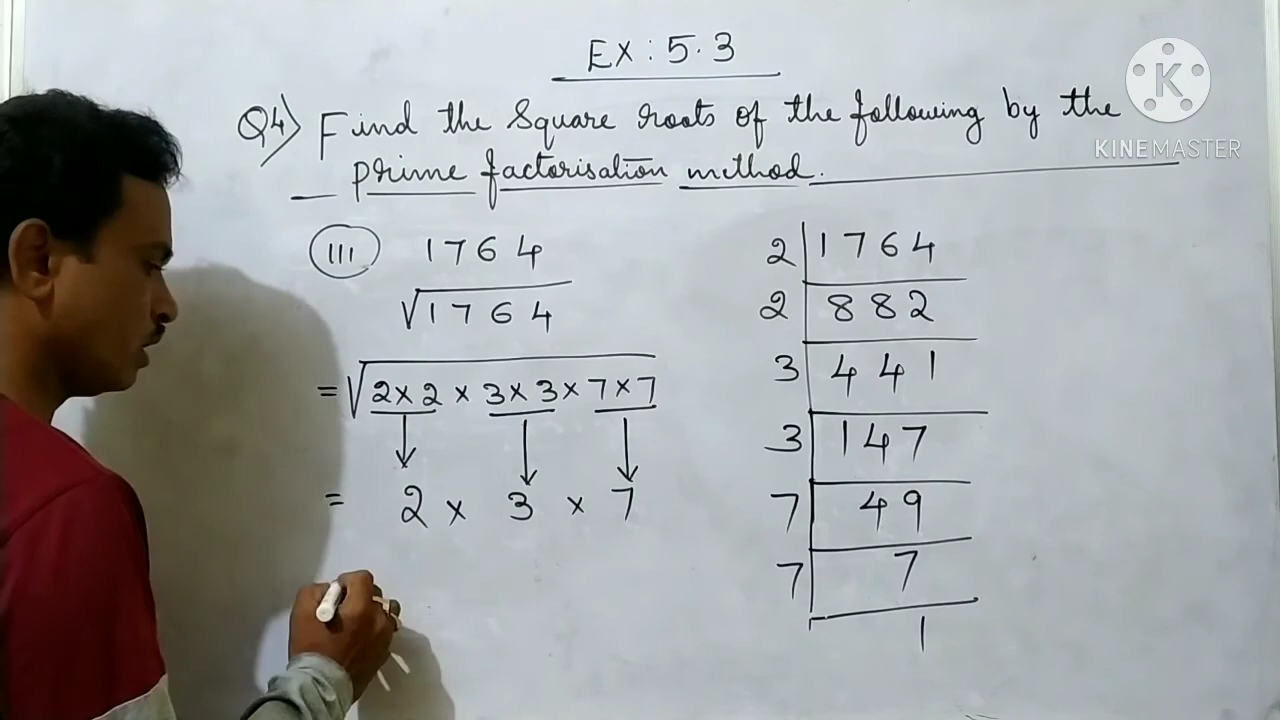 Ex: 5.3
Q4) Find the Square roots of the following by the
prime factorisation method.
III 1764
√1764
= √2×2 × 3×3 × 7×7
= 2 × 3 × 7
2 | 1764
2 | 882
3 | 441
3 | 147
7 | 49
7 | 7
1
K
KINEMASTER